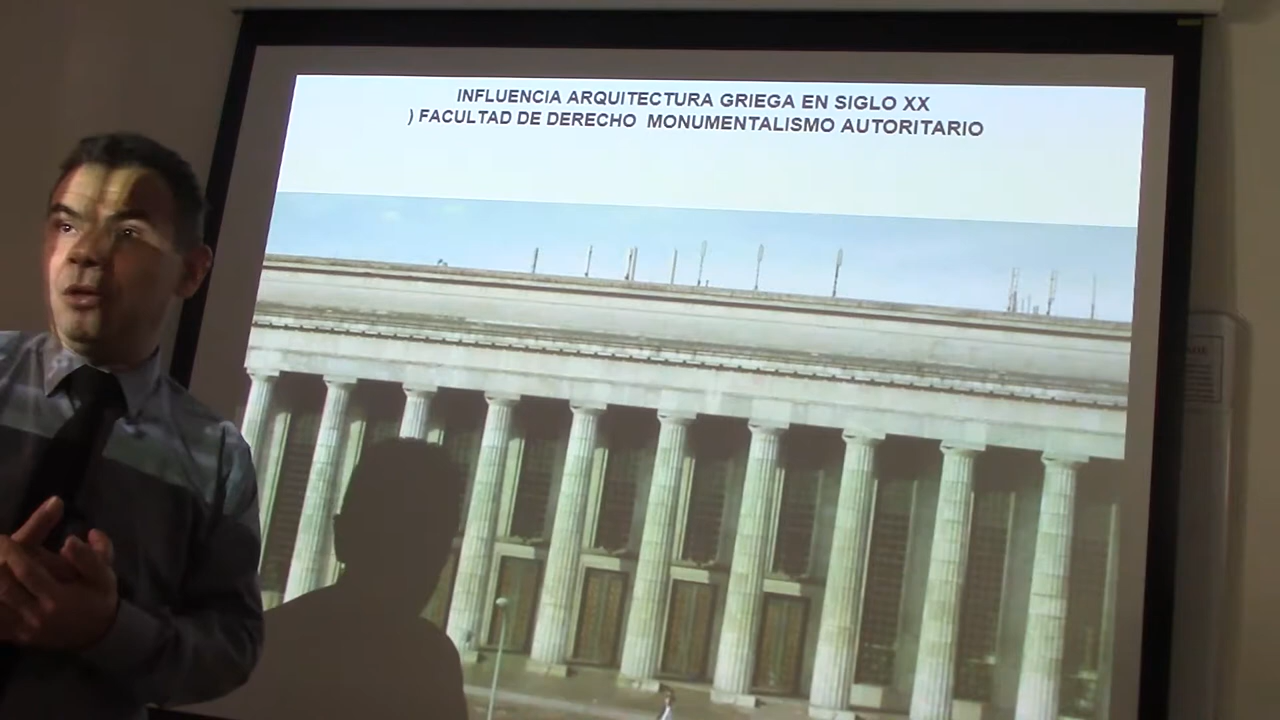 INFLUENCIA ARQUITECTURA GRIEGA EN SIGLO XX
) FACULTAD DE DERECHO MONUMENTALISMO AUTORITARIO